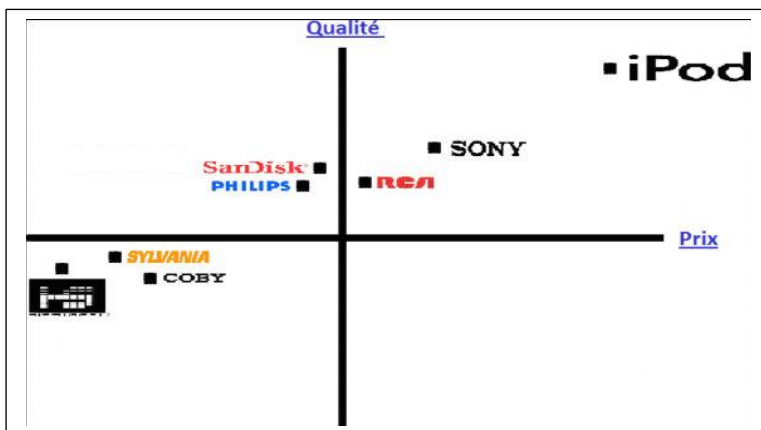 Qualité
iPod
SONY
SanDisk
RCA
PHILIPS
Prix
SYLVANIA
COBY